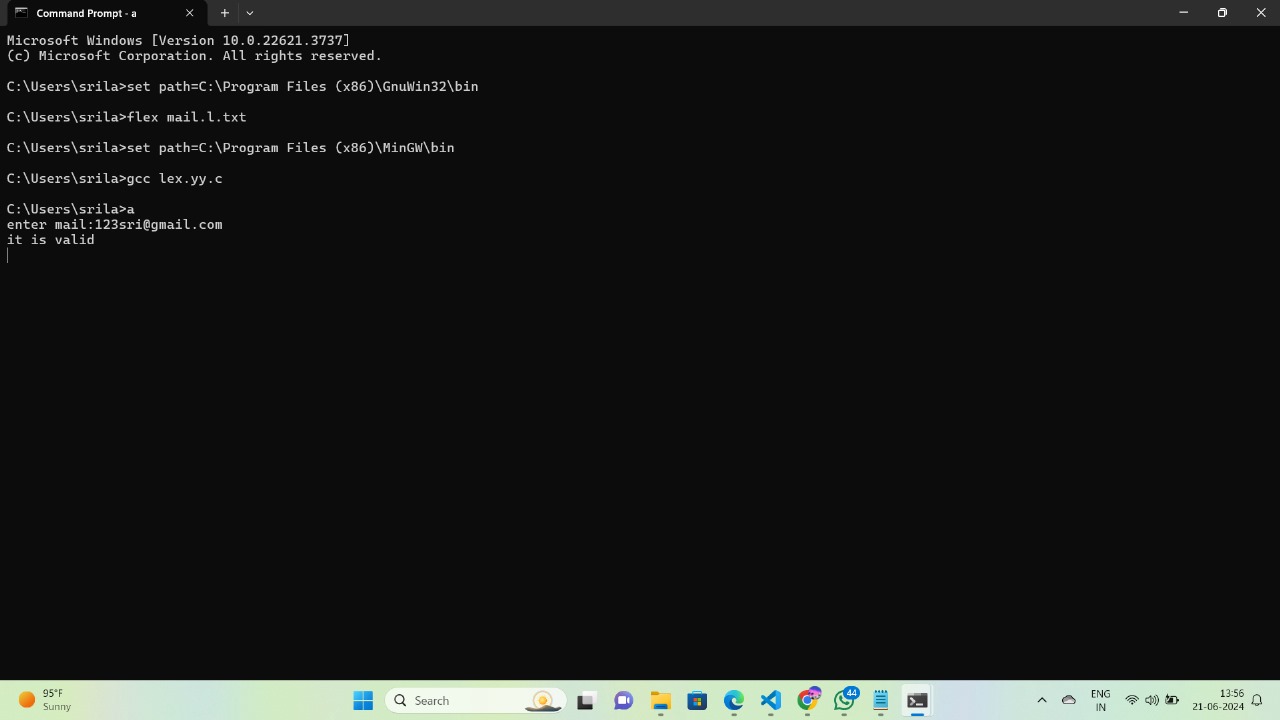 Command Prompt - a
Microsoft Windows [Version 10.0.22621.3737]
(c) Microsoft Corporation. All rights reserved.
C:\Users\srila>set path=C:\Program Files (x86)\GnuWin32\bin
C:\Users\srila>flex mail.l.txt
C:\Users\srila>set path=C:\Program Files (x86)\MinGW\bin
C:\Users\srila>gcc lex.yy.c
C:\Users\srila>a
enter mail:123sri@gmail.com
it is valid
95°F
Sunny
Search
44
ENG
IN
13:56
21-06-2024